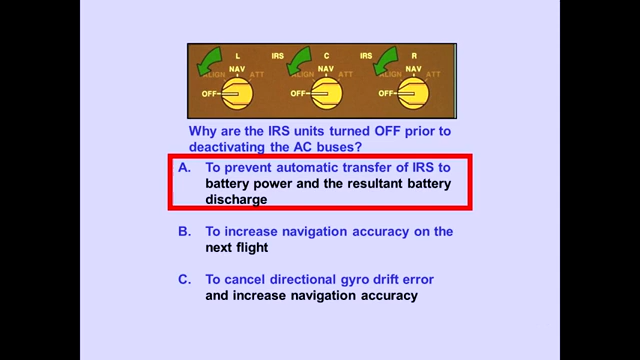 L IRS C IRS R
NAV NAV NAV
ALIGN ATT ALIGN ATT ALIGN ATT
OFF OFF OFF
Why are the IRS units turned OFF prior to
deactivating the AC buses?
A. To prevent automatic transfer of IRS to
battery power and the resultant battery
discharge
B. To increase navigation accuracy on the
next flight
C. To cancel directional gyro drift error
and increase navigation accuracy